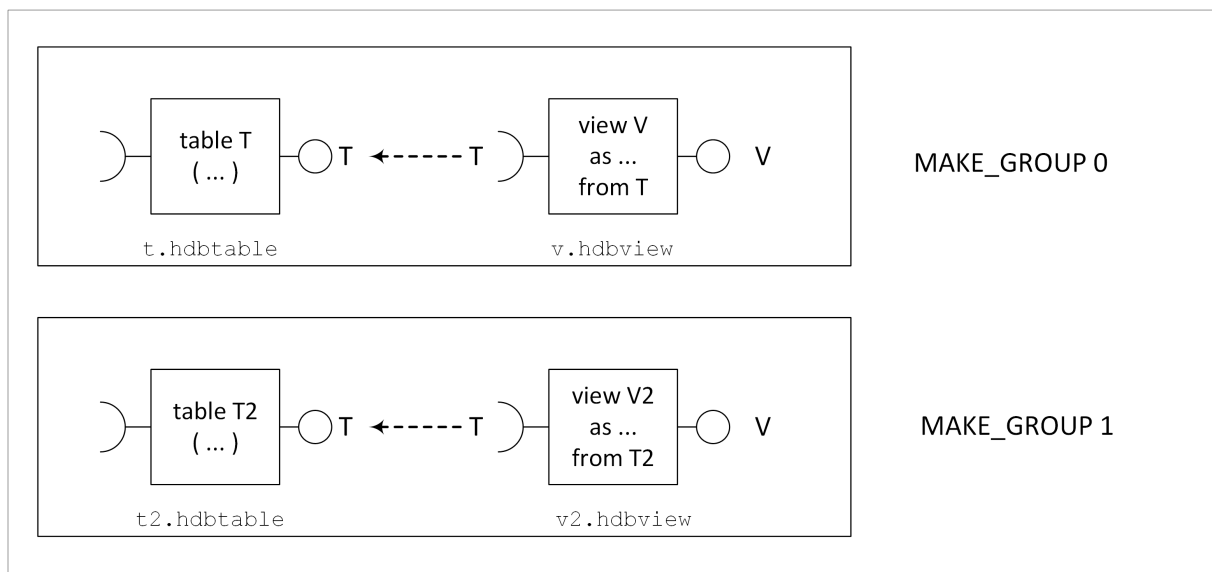 table T
( ... )
T
T
view V
as ...
from T
V
MAKE_GROUP 0
t.hdbtable
v.hdbview
table T2
( ... )
T
T
view V2
as ...
from T2
V
MAKE_GROUP 1
t2.hdbtable
v2.hdbview